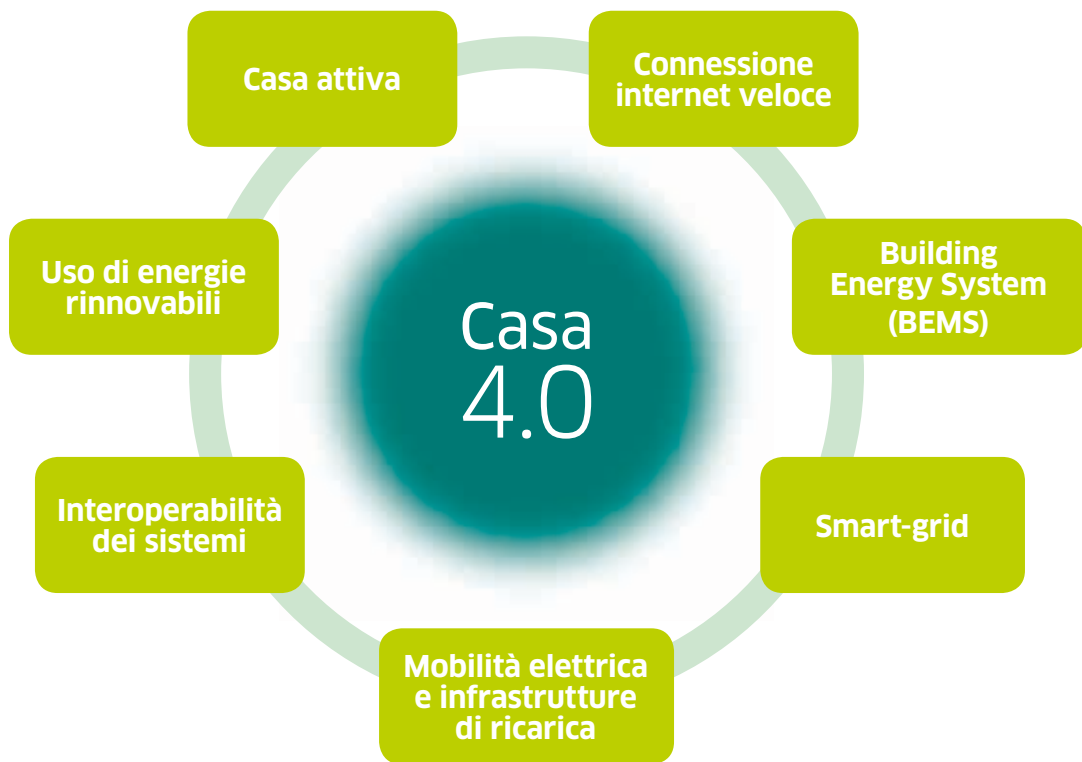 Casa attiva
Connessione
internet veloce
Uso di energie
rinnovabili
Building
Energy System
(BEMS)
Casa
4.0
Interoperabilità
dei sistemi
Smart-grid
Mobilità elettrica
e infrastrutture
di ricarica